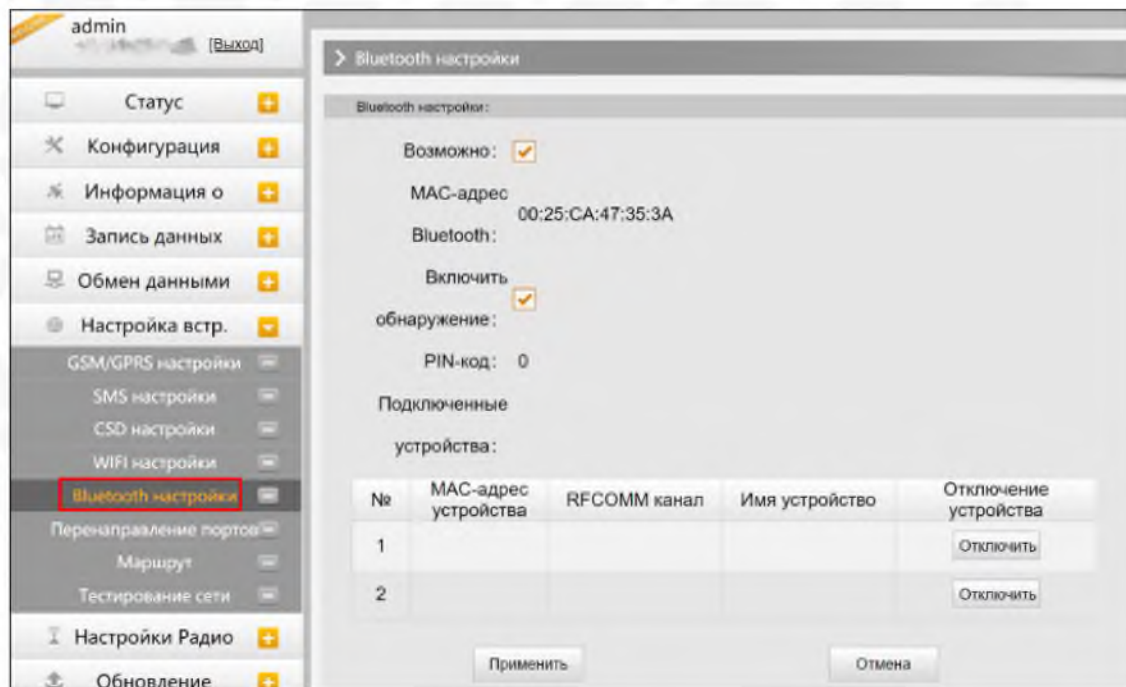 admin
[Выход]
Статус
Конфигурация
Информация о
Запись данных
Обмен данными
Настройка встр.
GSM/GPRS настройки
SMS настройки
CSD настройки
WIFI настройки
Bluetooth настройки
Перенаправление портов
Маршрут
Тестирование сети
Настройки Радио
Обновление
Bluetooth настройки
Bluetooth настройки:
Возможно:
MAC-адрес
00:25:CA:47:35:3A
Bluetooth:
Включить
обнаружение:
PIN-код: 0
Подключенные
устройства:
№ MAC-адрес устройства RFCOMM канал Имя устройство Отключение устройства
1 Отключить
2 Отключить
Применить Отмена